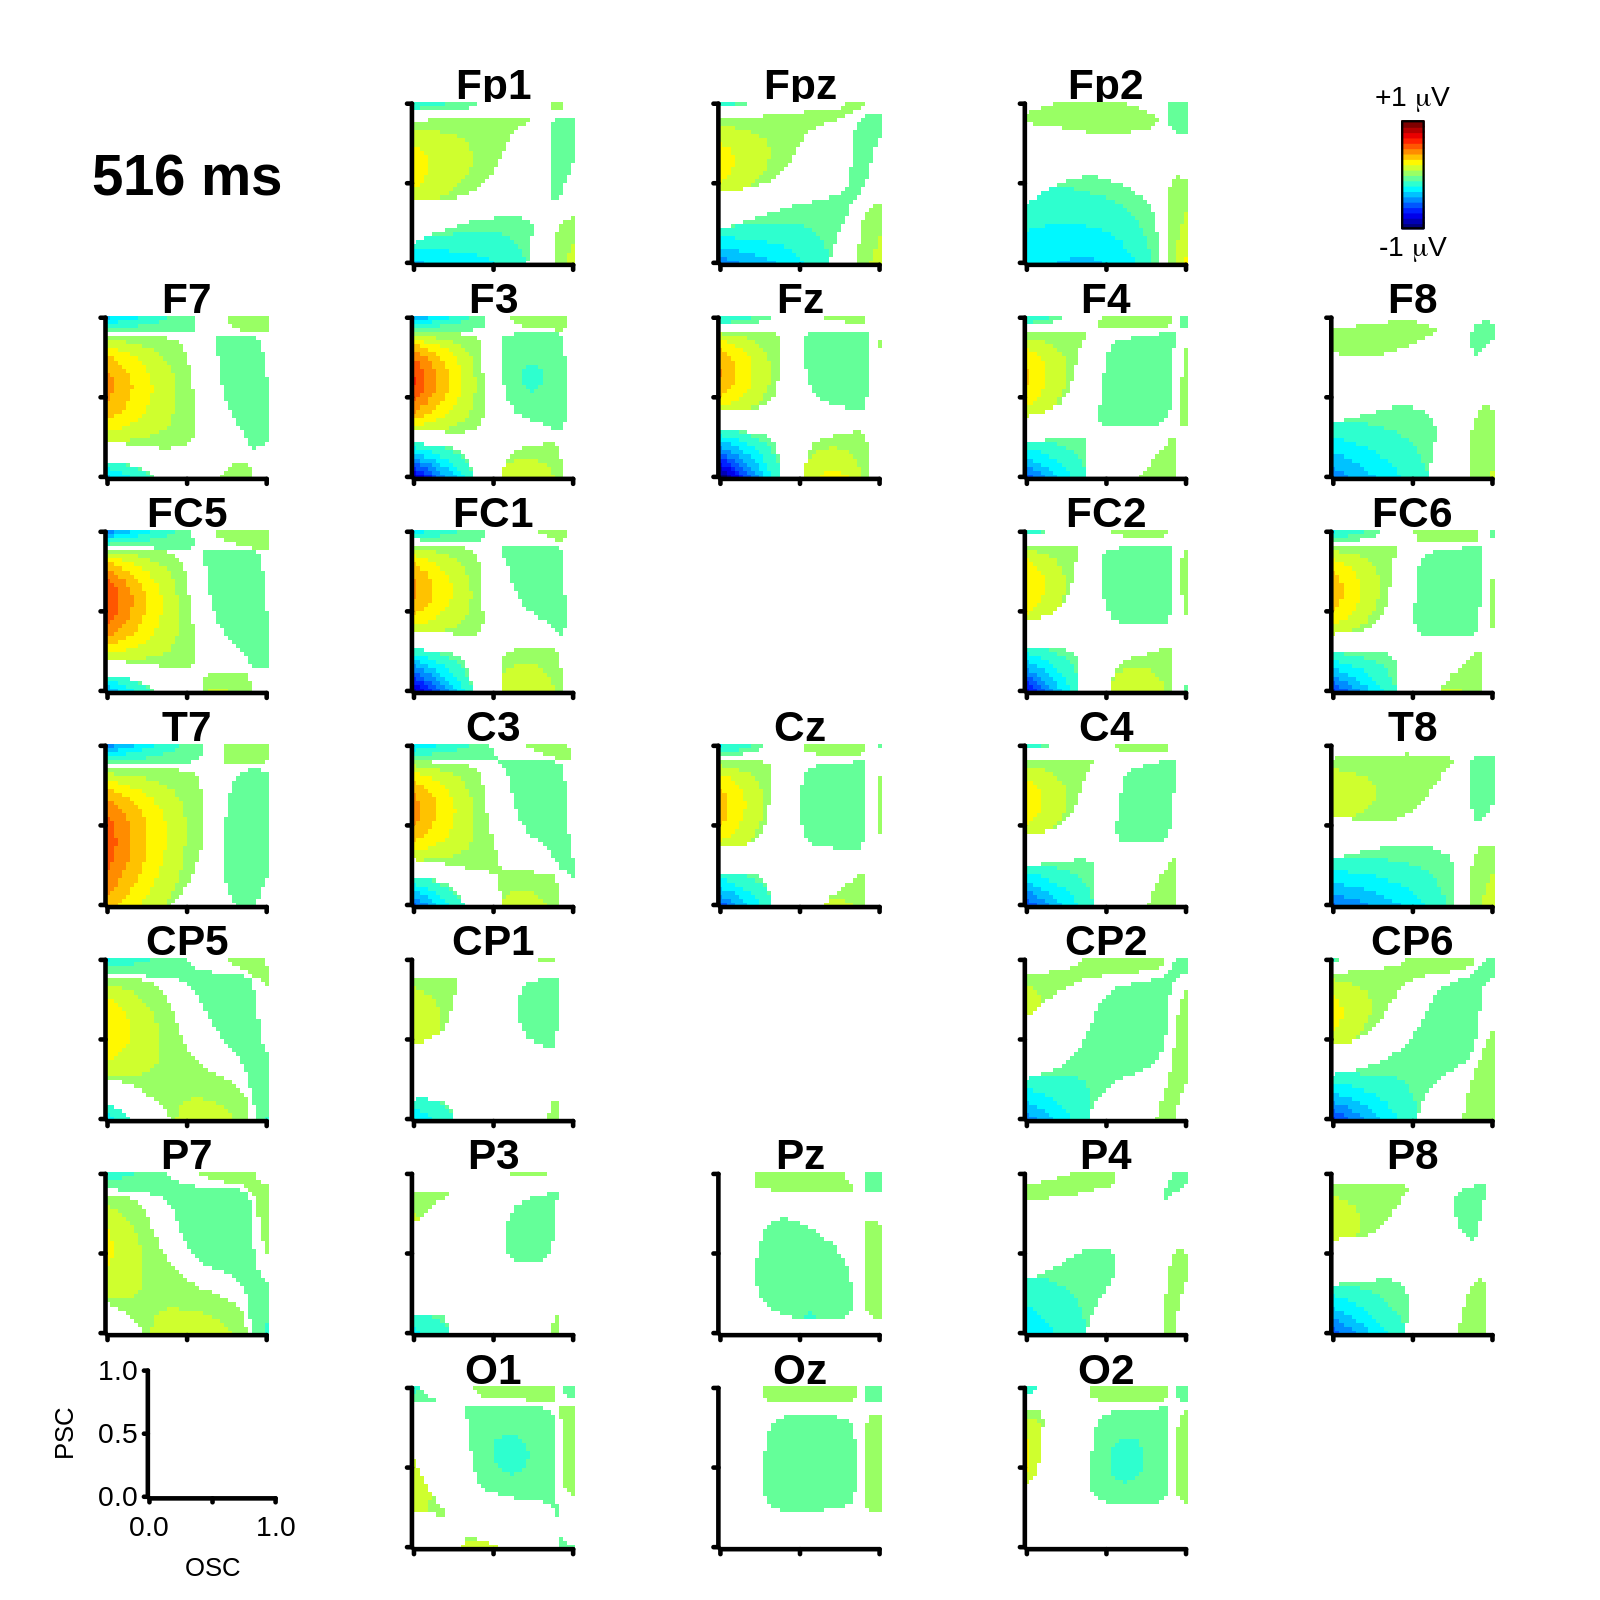 Fp1 Fpz Fp2
+1 µV
516 ms
-1 µV
F7 F3 Fz F4 F8
FC5 FC1 FC2 FC6
T7 C3 Cz C4 T8
CP5 CP1 CP2 CP6
P7 P3 Pz P4 P8
O1 Oz O2
1.0
PSC
0.5
0.0
0.0 1.0
OSC